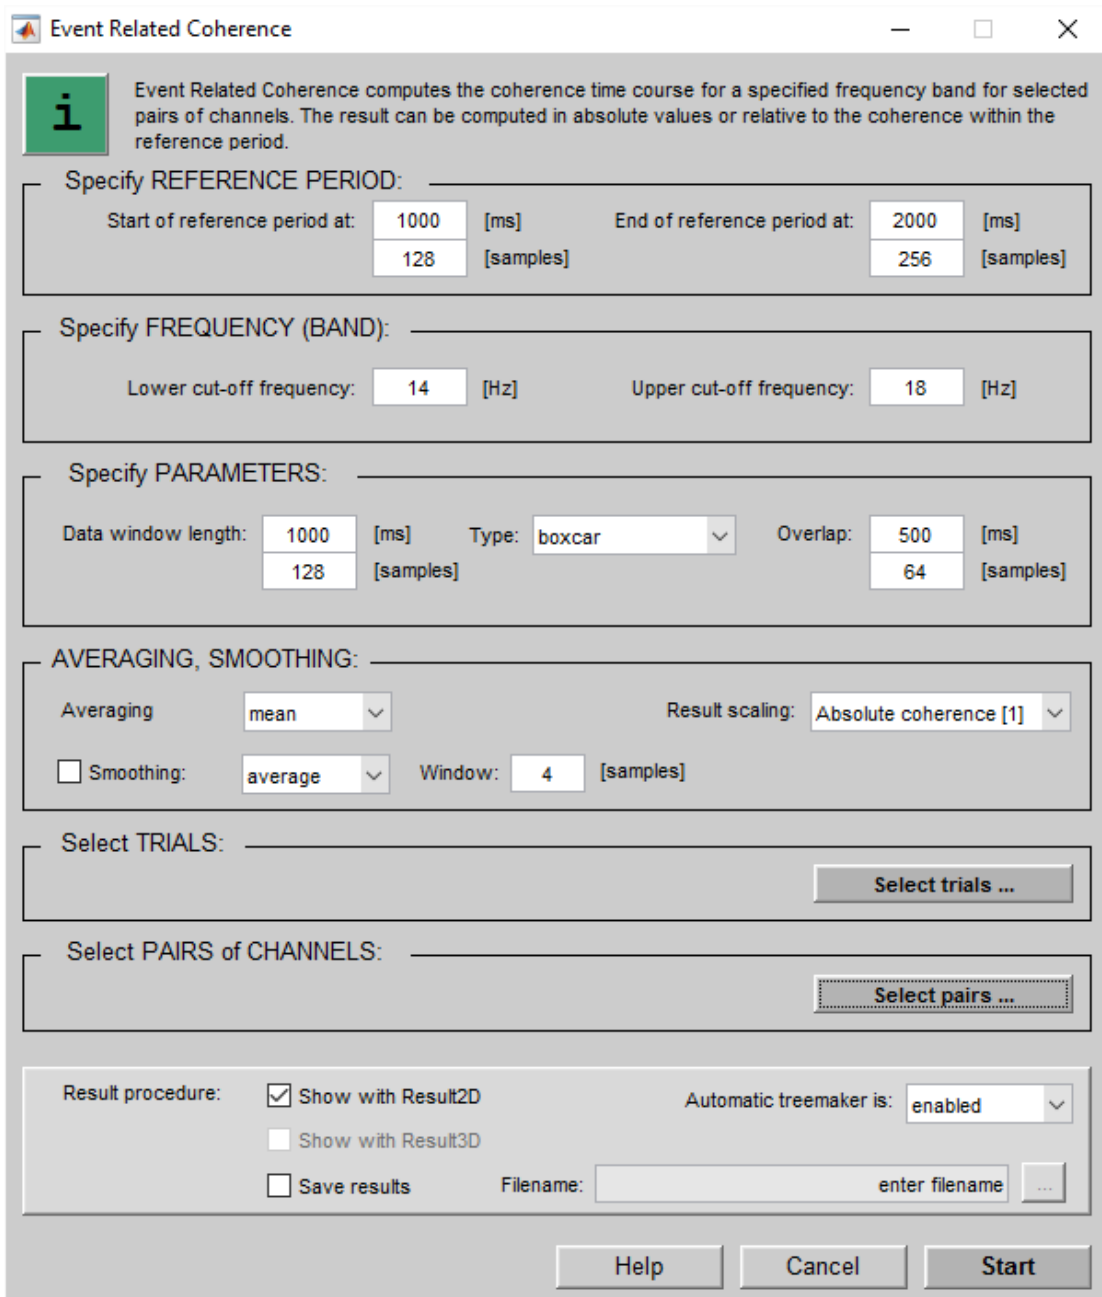 Event Related Coherence
i
Event Related Coherence computes the coherence time course for a specified frequency band for selected
pairs of channels. The result can be computed in absolute values or relative to the coherence within the
reference period.
Specify REFERENCE PERIOD:
Start of reference period at: 1000 [ms] End of reference period at: 2000 [ms]
128 [samples] 256 [samples]
Specify FREQUENCY (BAND):
Lower cut-off frequency: 14 [Hz] Upper cut-off frequency: 18 [Hz]
Specify PARAMETERS:
Data window length: 1000 [ms] Type: boxcar Overlap: 500 [ms]
128 [samples] 64 [samples]
AVERAGING, SMOOTHING:
Averaging mean Result scaling: Absolute coherence [1]
Smoothing: average Window: 4 [samples]
Select TRIALS:
Select trials ...
Select PAIRS of CHANNELS:
Select pairs ...
Result procedure: Show with Result2D Automatic treemaker is: enabled
Show with Result3D
Save results Filename: enter filename ...
Help Cancel Start